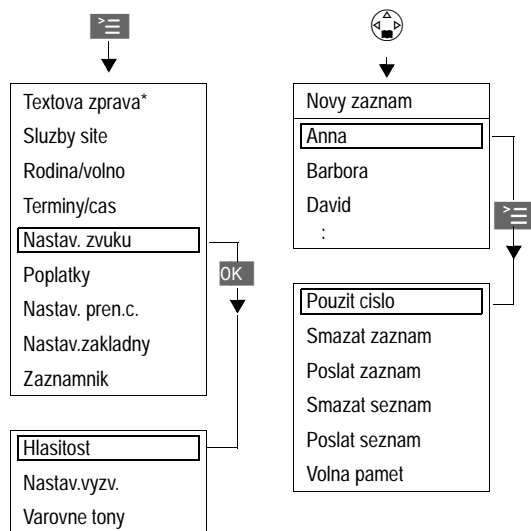 Textova zprava*
Sluzby site
Rodina/volno
Terminy/cas
Nastav. zvuku
Poplatky
Nastav. pren.c.
Nastav.zakladny
Zaznamnik
OK
Hlasitost
Nastav.vyzv.
Varovne tony
Novy zaznam
Anna
Barbora
David
:
Pouzit cislo
Smazat zaznam
Poslat zaznam
Smazat seznam
Poslat seznam
Volna pamet